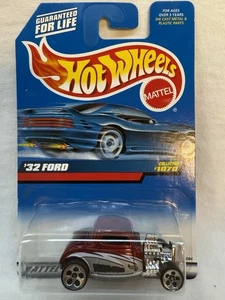 GUARANTEED
FOR LIFE
FOR AGES
OVER 3 YEARS
DIE CAST METAL &
PLASTIC PARTS
Hot Wheels
MATTEL
'32 FORD
COLLECTOR
#1070
MATTEL